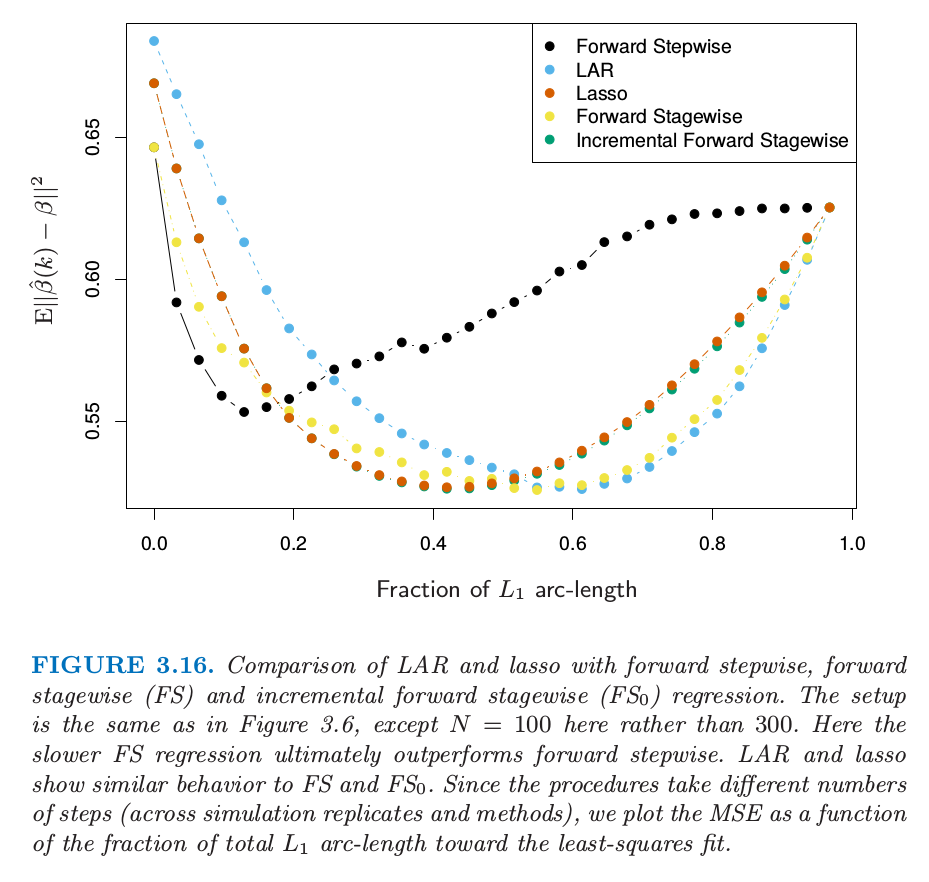 Forward Stepwise
LAR
Lasso
Forward Stagewise
Incremental Forward Stagewise
0.65
0.60
0.55
E||β̂(k) − β||²
0.0 0.2 0.4 0.6 0.8 1.0
Fraction of L₁ arc-length
FIGURE 3.16. Comparison of LAR and lasso with forward stepwise, forward
stagewise (FS) and incremental forward stagewise (FS₀) regression. The setup
is the same as in Figure 3.6, except N = 100 here rather than 300. Here the
slower FS regression ultimately outperforms forward stepwise. LAR and lasso
show similar behavior to FS and FS₀. Since the procedures take different numbers
of steps (across simulation replicates and methods), we plot the MSE as a function
of the fraction of total L₁ arc-length toward the least-squares fit.